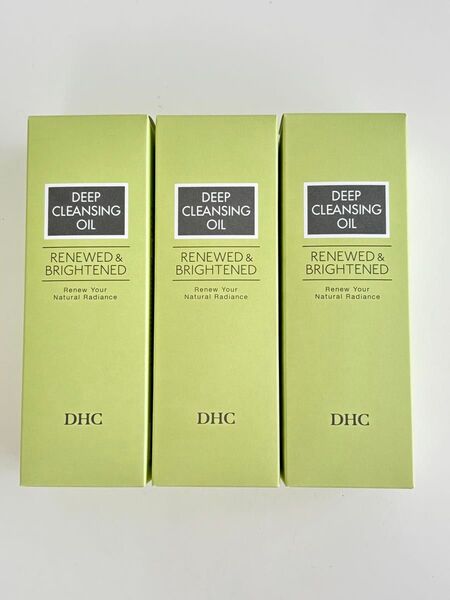 DEEP
CLEANSING
OIL
RENEWED &
BRIGHTENED
Renew Your
Natural Radiance
DHC
DEEP
CLEANSING
OIL
RENEWED &
BRIGHTENED
Renew Your
Natural Radiance
DHC
DEEP
CLEANSING
OIL
RENEWED &
BRIGHTENED
Renew Your
Natural Radiance
DHC